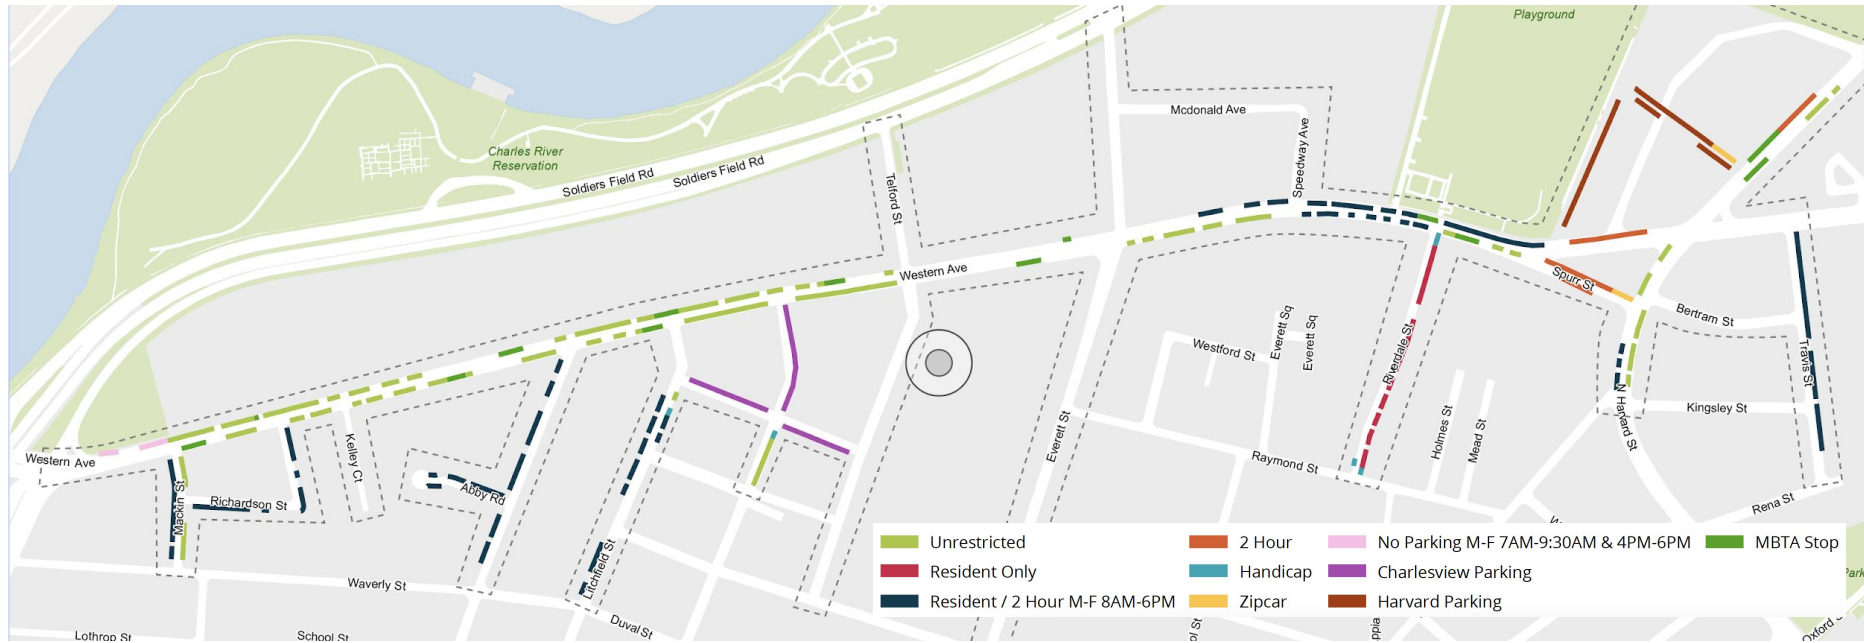 Playground
Mcdonald Ave
Charles River
Reservation
Soldiers Field Rd
Soldiers Field Rd
Speedway Ave
Telford St
Western Ave
Spurr St
Bertram St
Everett Sq
Everett Sq
Westford St
Riverdale St
Travis St
N Harvard St
Kingsley St
Holmes St
Mead St
Everett St
Raymond St
Western Ave
Kelley Ct
Mackin St
Richardson St
Abby Rd
Rena St
Litchfield St
Waverly St
Duval St
Lothrop St
School St
Unrestricted
2 Hour
No Parking M-F 7AM-9:30AM & 4PM-6PM
MBTA Stop
Resident Only
Handicap
Charlesview Parking
Resident / 2 Hour M-F 8AM-6PM
Zipcar
Harvard Parking
Oxford